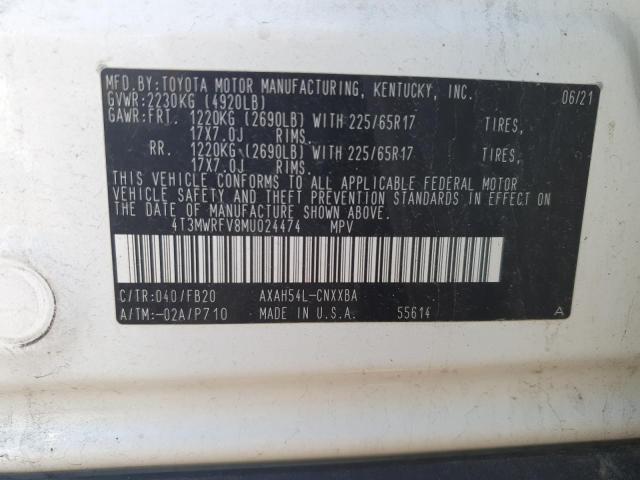 MFD.BY:TOYOTA MOTOR MANUFACTURING, KENTUCKY, INC. 06/21
GVWR:2230KG (4920LB)
GAWR:FRT. 1220KG (2690LB) WITH 225/65R17 TIRES,
17X7.0J RIMS.
RR. 1220KG (2690LB) WITH 225/65R17 TIRES,
17X7.0J RIMS.
THIS VEHICLE CONFORMS TO ALL APPLICABLE FEDERAL MOTOR
VEHICLE SAFETY AND THEFT PREVENTION STANDARDS IN EFFECT ON
THE DATE OF MANUFACTURE SHOWN ABOVE.
4T3MWRFV8MU024474 MPV
C/TR:040/FB20 AXAH54L-CNXXBA
A/TM:-02A/P710 MADE IN U.S.A. 55614 A